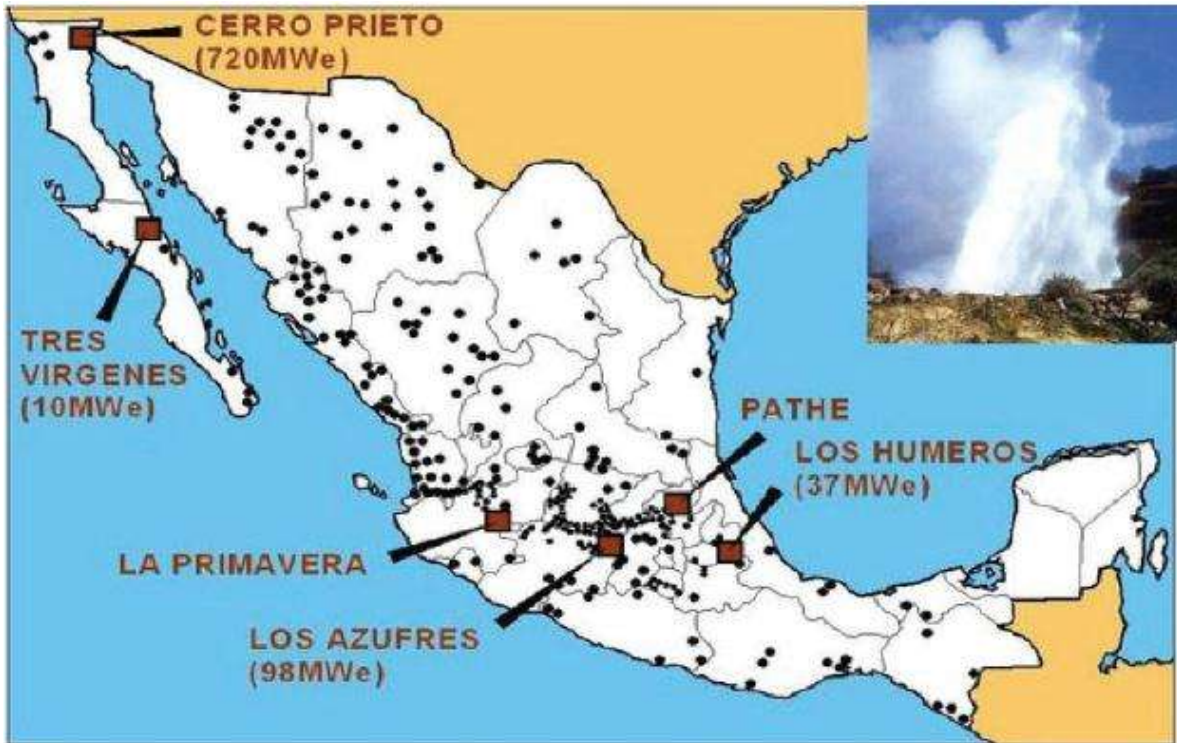 CERRO PRIETO
(720MWe)
TRES
VIRGENES
(10MWe)
PATHE
LOS HUMEROS
(37MWe)
LA PRIMAVERA
LOS AZUFRES
(98MWe)